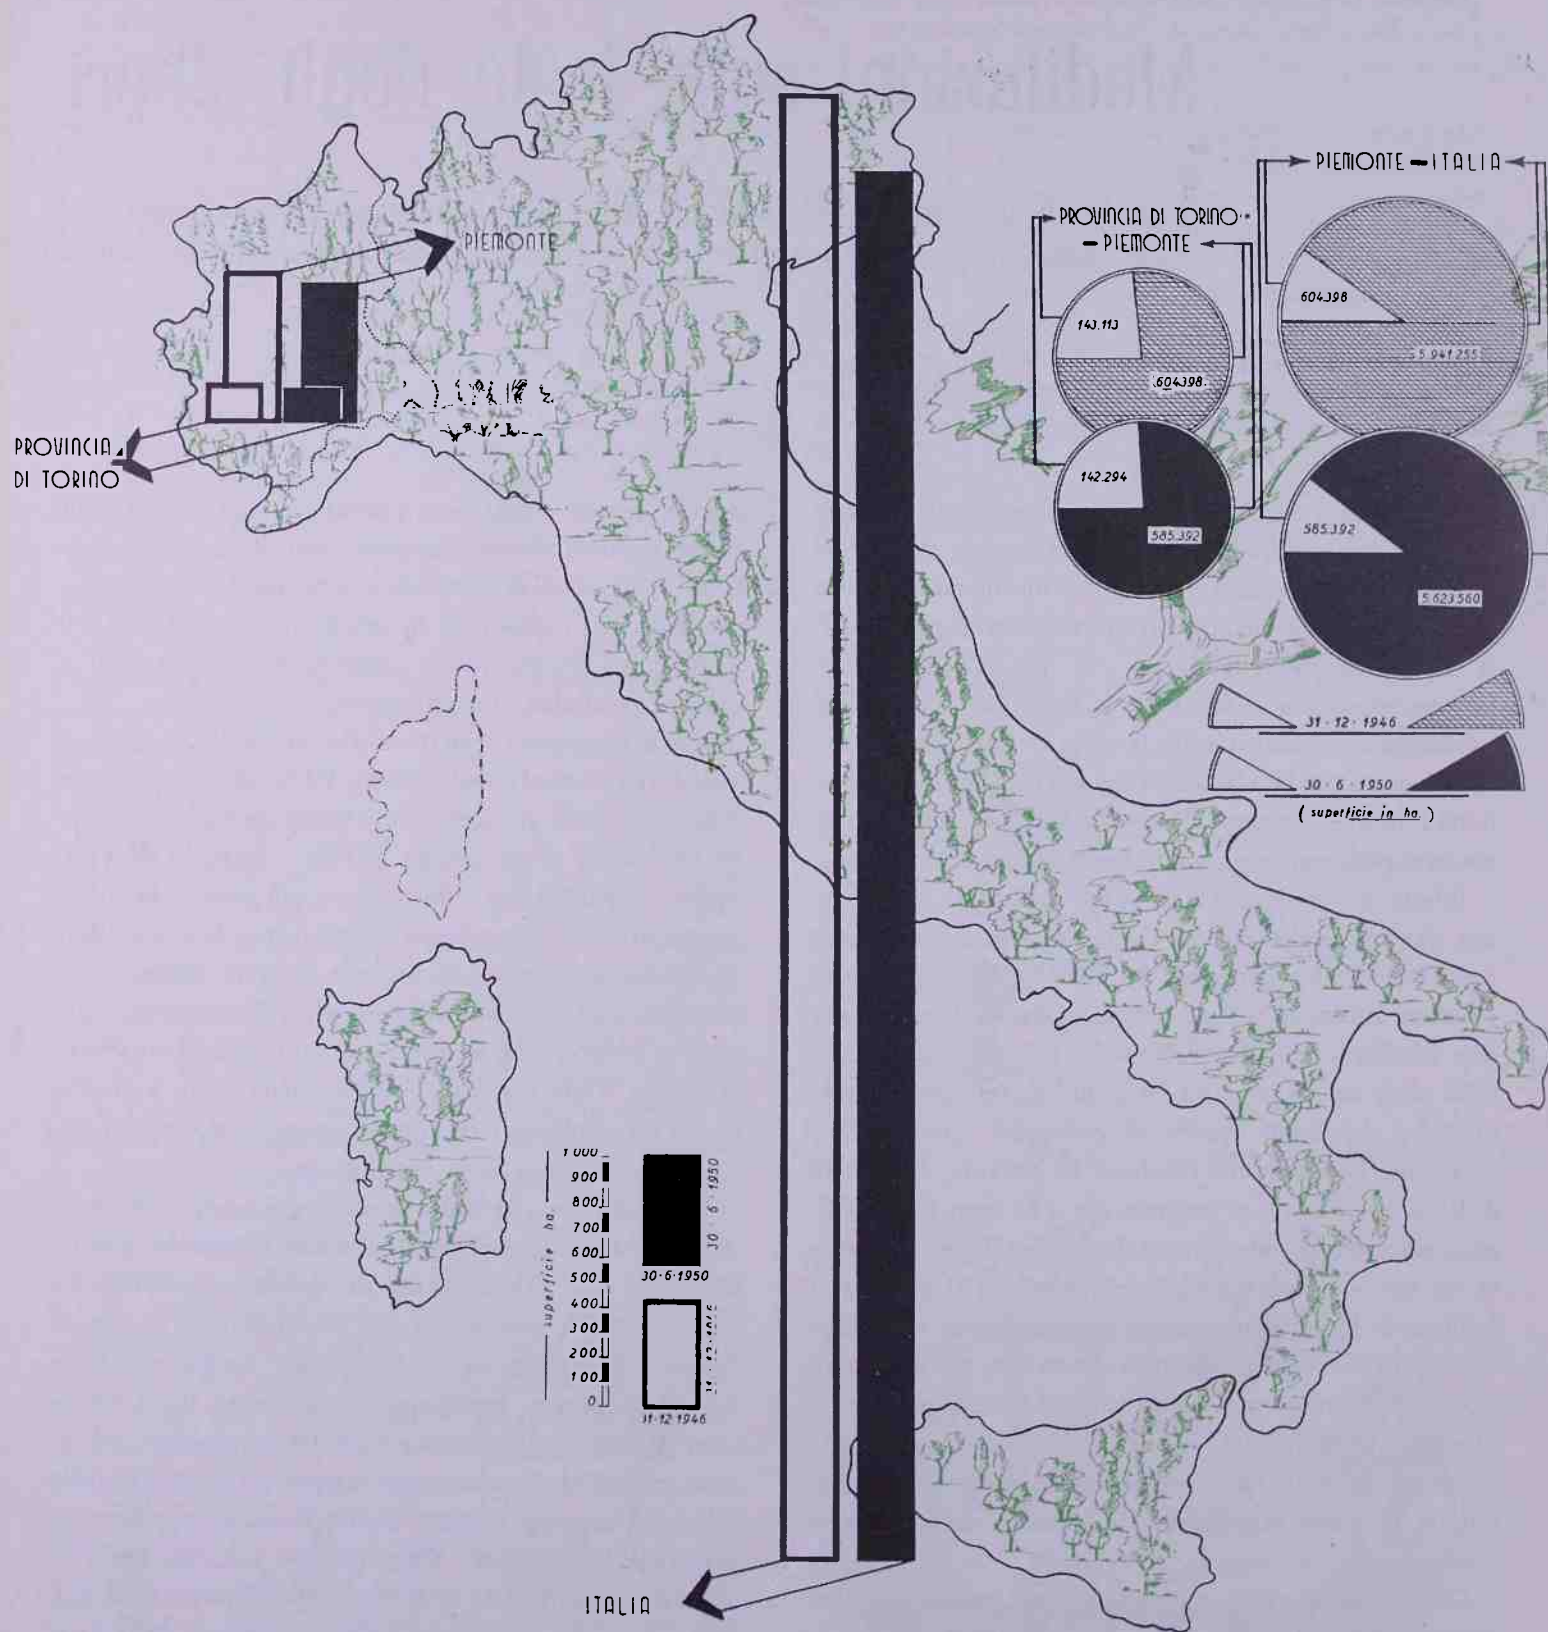 PIEMONTE
PROVINCIA
DI TORINO
PROVINCIA DI TORINO
- PIEMONTE
143.113
604.398
142.294
585.392
PIEMONTE - ITALIA
604.398
5.941.255
585.392
5.623.560
31 - 12 - 1946
30 - 6 - 1950
( superficie in ha. )
superficie ha.
1000
900
800
700
600
500
400
300
200
100
0
30 - 6 - 1950
30-6-1950
31-12-1946
ITALIA